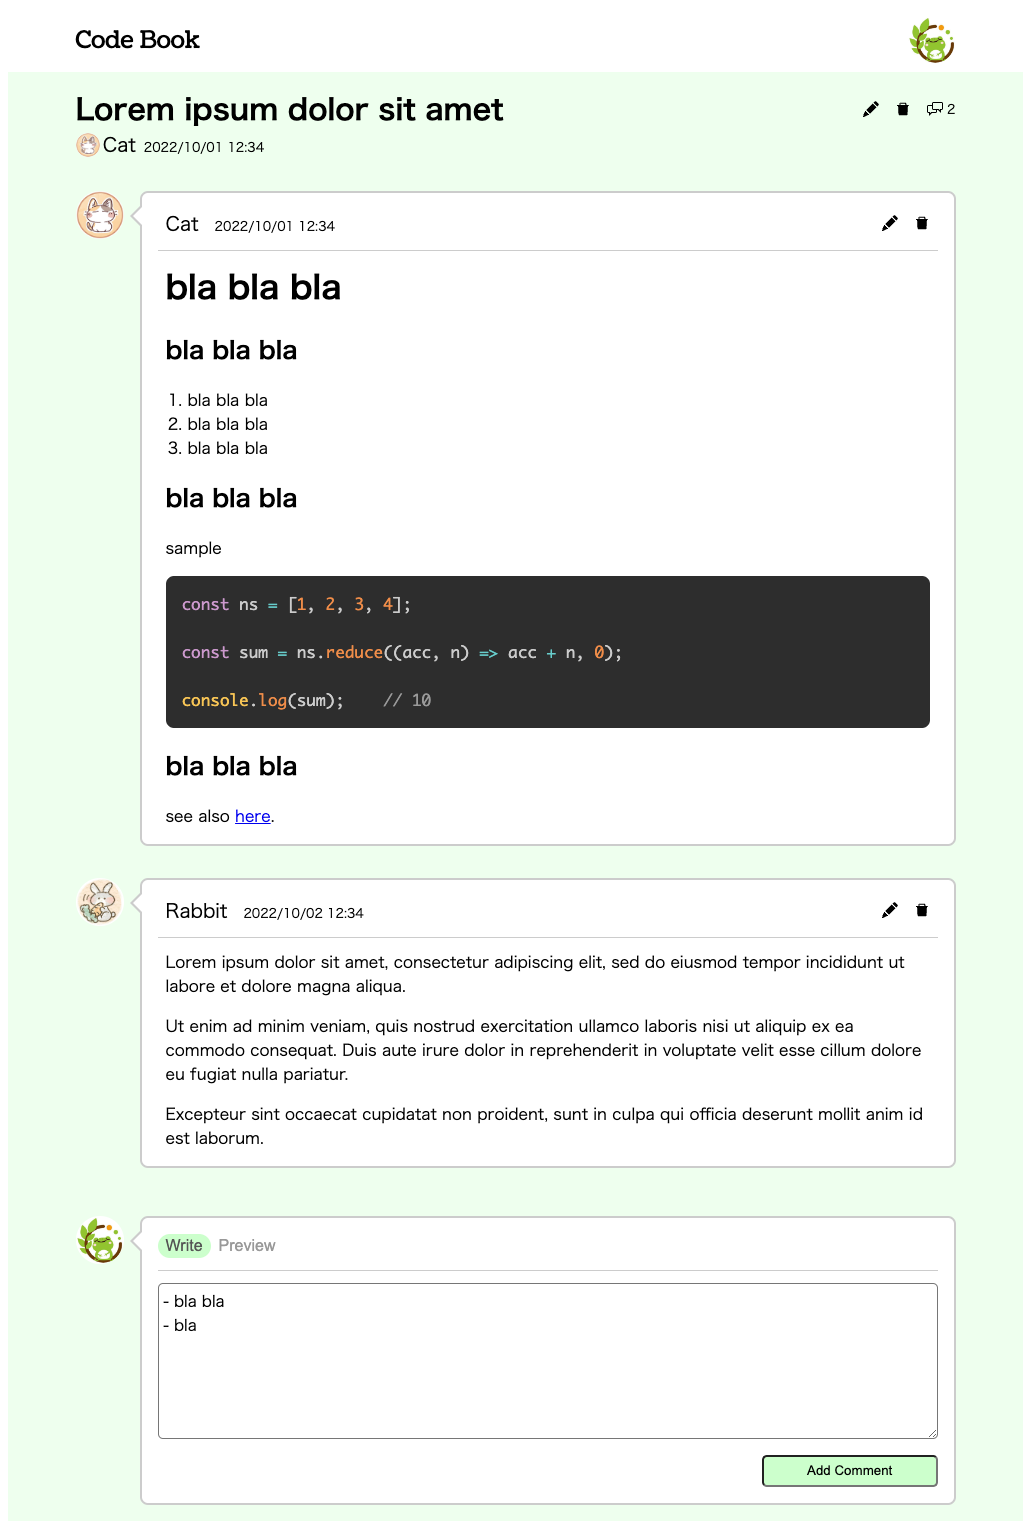 Code Book
Lorem ipsum dolor sit amet
2
Cat 2022/10/01 12:34
Cat 2022/10/01 12:34
bla bla bla
bla bla bla
1. bla bla bla
2. bla bla bla
3. bla bla bla
bla bla bla
sample
const ns = [1, 2, 3, 4];
const sum = ns.reduce((acc, n) => acc + n, 0);
console.log(sum);    // 10
bla bla bla
see also here.
Rabbit 2022/10/02 12:34
Lorem ipsum dolor sit amet, consectetur adipiscing elit, sed do eiusmod tempor incididunt ut
labore et dolore magna aliqua.
Ut enim ad minim veniam, quis nostrud exercitation ullamco laboris nisi ut aliquip ex ea
commodo consequat. Duis aute irure dolor in reprehenderit in voluptate velit esse cillum dolore
eu fugiat nulla pariatur.
Excepteur sint occaecat cupidatat non proident, sunt in culpa qui officia deserunt mollit anim id
est laborum.
Write Preview
- bla bla
- bla
Add Comment